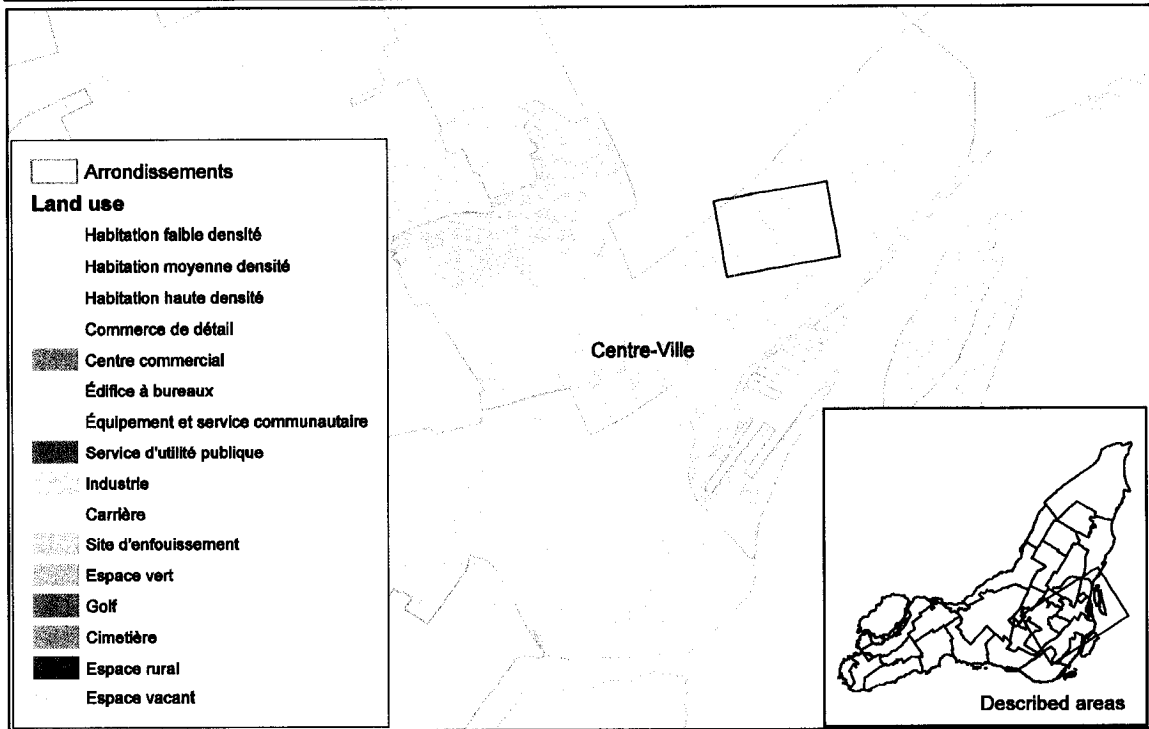 Arrondissements
Land use
Habitation faible densité
Habitation moyenne densité
Habitation haute densité
Commerce de détail
Centre commercial
Édifice à bureaux
Équipement et service communautaire
Service d'utilité publique
Industrie
Carrière
Site d'enfouissement
Espace vert
Golf
Cimetière
Espace rural
Espace vacant
Centre-Ville
Described areas